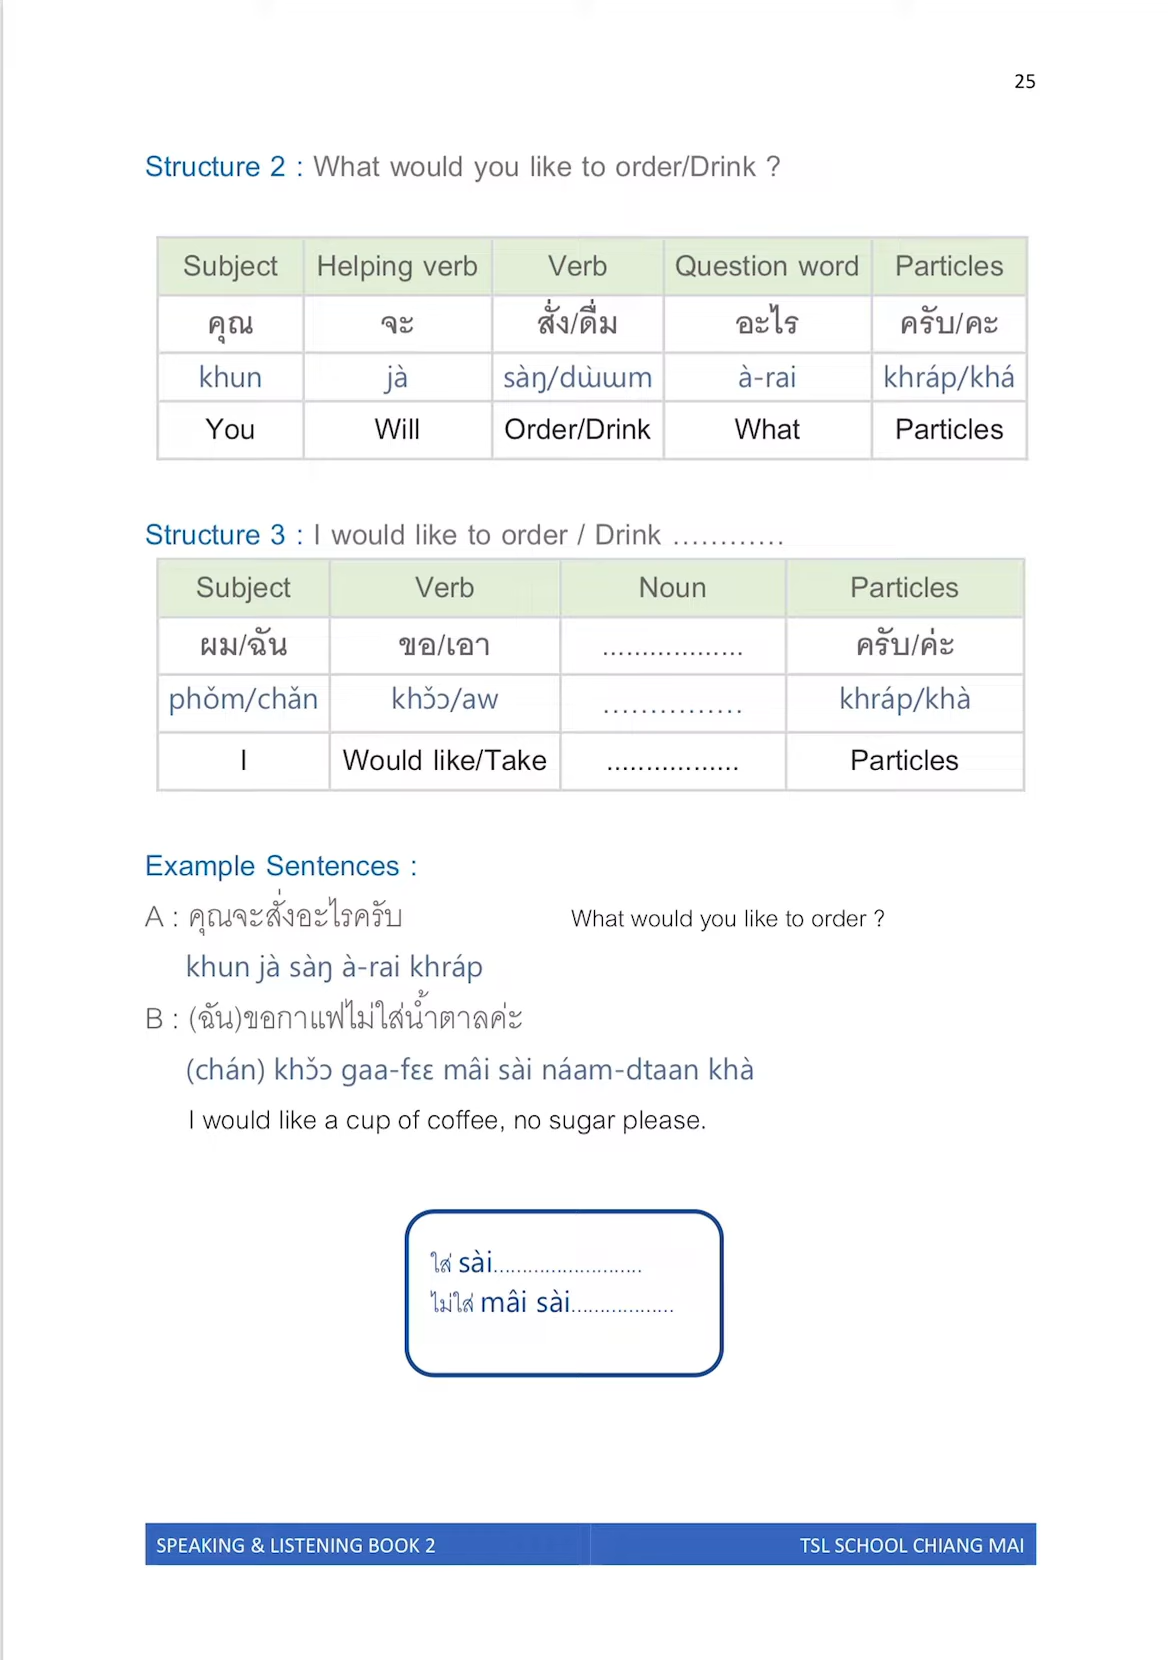 25
Structure 2 : What would you like to order/Drink ?
Subject Helping verb Verb Question word Particles
คุณ จะ สั่ง/ดื่ม อะไร ครับ/คะ
khun jà sàŋ/dɯ̀ɯm à-rai khráp/khá
You Will Order/Drink What Particles
Structure 3 : I would like to order / Drink …………
Subject Verb Noun Particles
ผม/ฉัน ขอ/เอา .................. ครับ/ค่ะ
phǒm/chǎn khɔ̌ɔ/aw …………… khráp/khà
I Would like/Take ................. Particles
Example Sentences :
A : คุณจะสั่งอะไรครับ What would you like to order ?
khun jà sàŋ à-rai khráp
B : (ฉัน)ขอกาแฟไม่ใส่น้ำตาลค่ะ
(chán) khɔ̌ɔ gaa-fɛɛ mâi sài náam-dtaan khà
I would like a cup of coffee, no sugar please.
ใส่ sài..........................
ไม่ใส่ mâi sài..................
SPEAKING & LISTENING BOOK 2 TSL SCHOOL CHIANG MAI